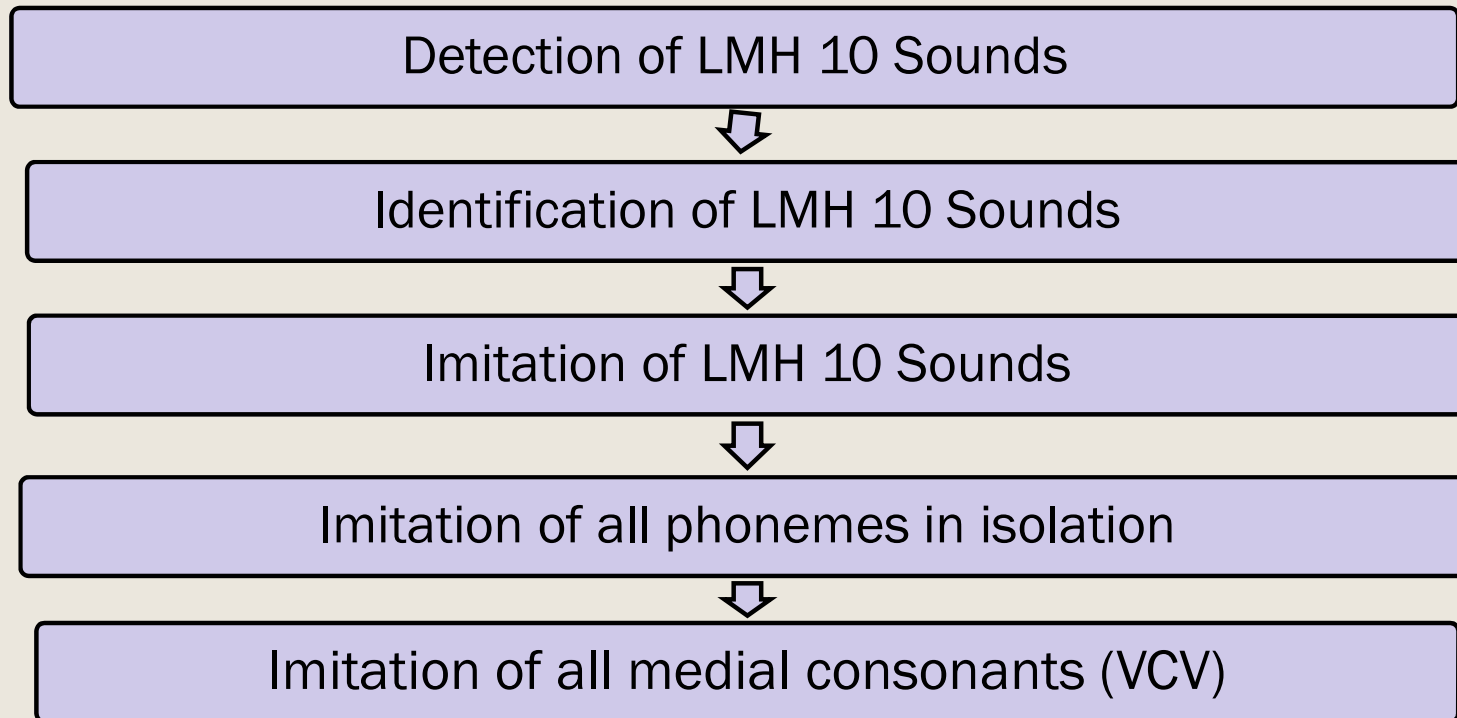 Detection of LMH 10 Sounds
Identification of LMH 10 Sounds
Imitation of LMH 10 Sounds
Imitation of all phonemes in isolation
Imitation of all medial consonants (VCV)